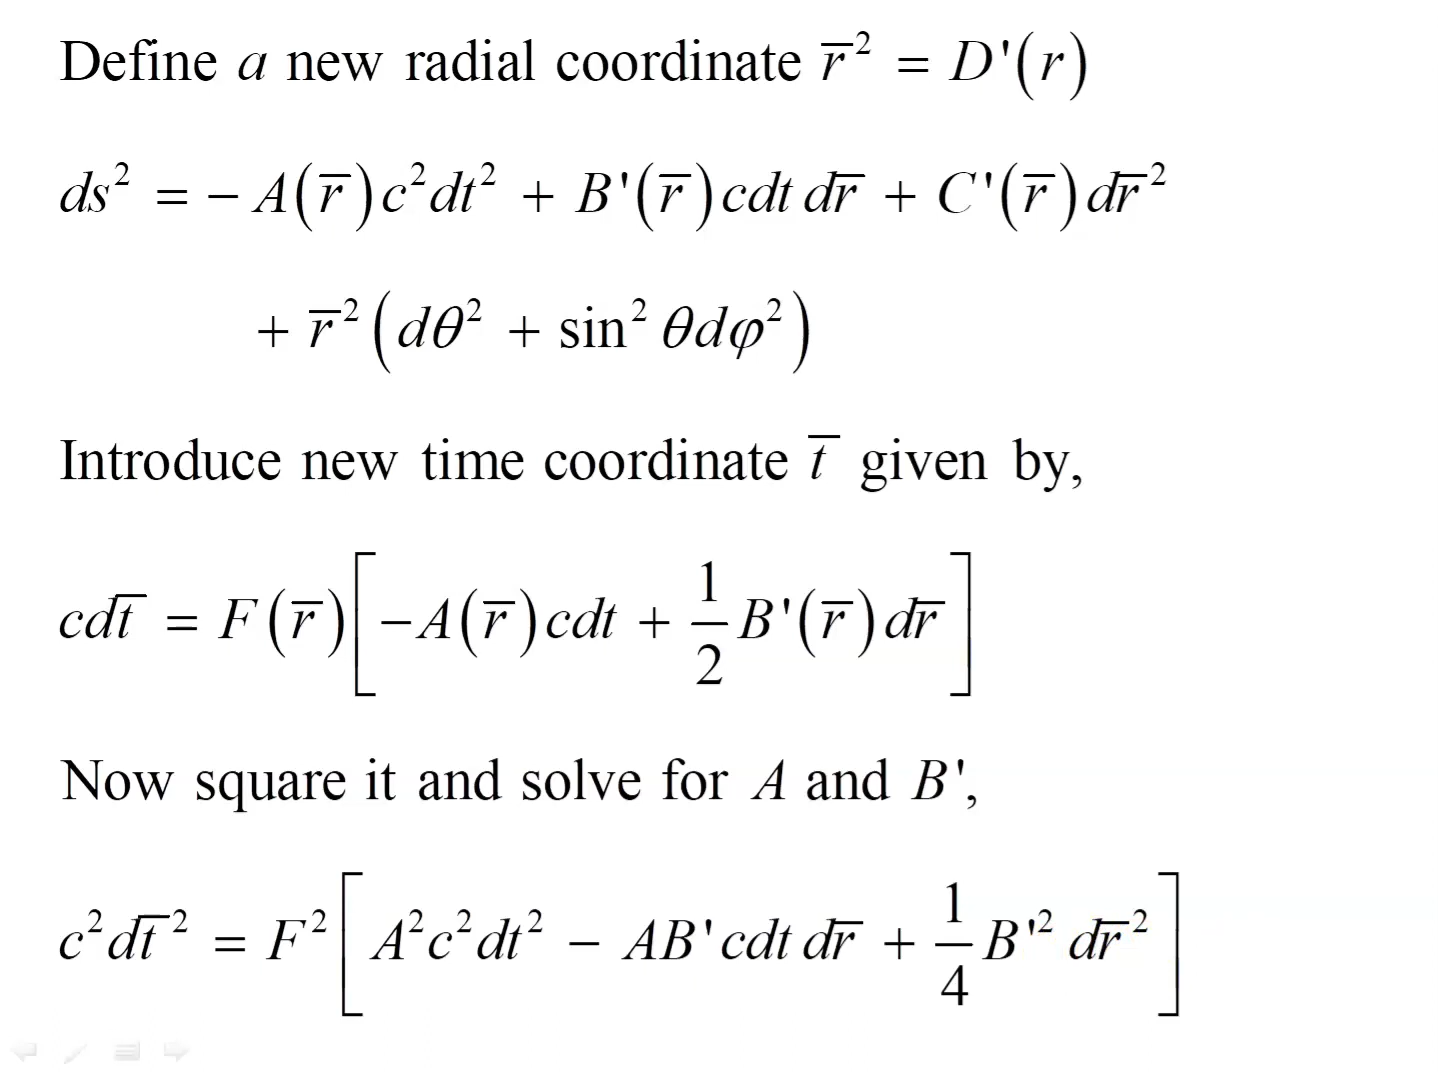 Define a new radial coordinate r̅² = D'(r)
ds² = − A(r̅)c²dt² + B'(r̅)cdt dr̅ + C'(r̅)dr̅²
+ r̅²(dθ² + sin² θdφ²)
Introduce new time coordinate t̅ given by,
cdt̅ = F(r̅)[−A(r̅)cdt + 1/2 B'(r̅)dr̅]
Now square it and solve for A and B',
c²dt̅² = F²[A²c²dt² − AB'cdt dr̅ + 1/4 B'² dr̅²]